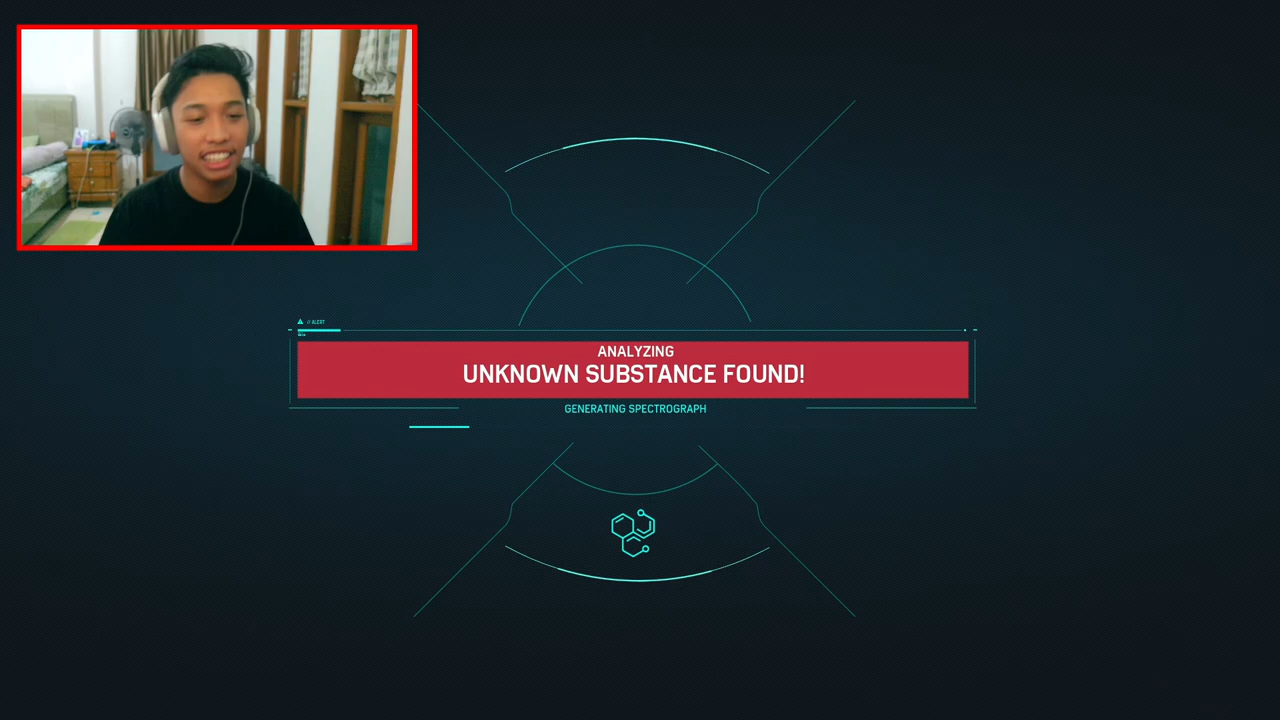 // ALERT
ANALYZING
UNKNOWN SUBSTANCE FOUND!
GENERATING SPECTROGRAPH